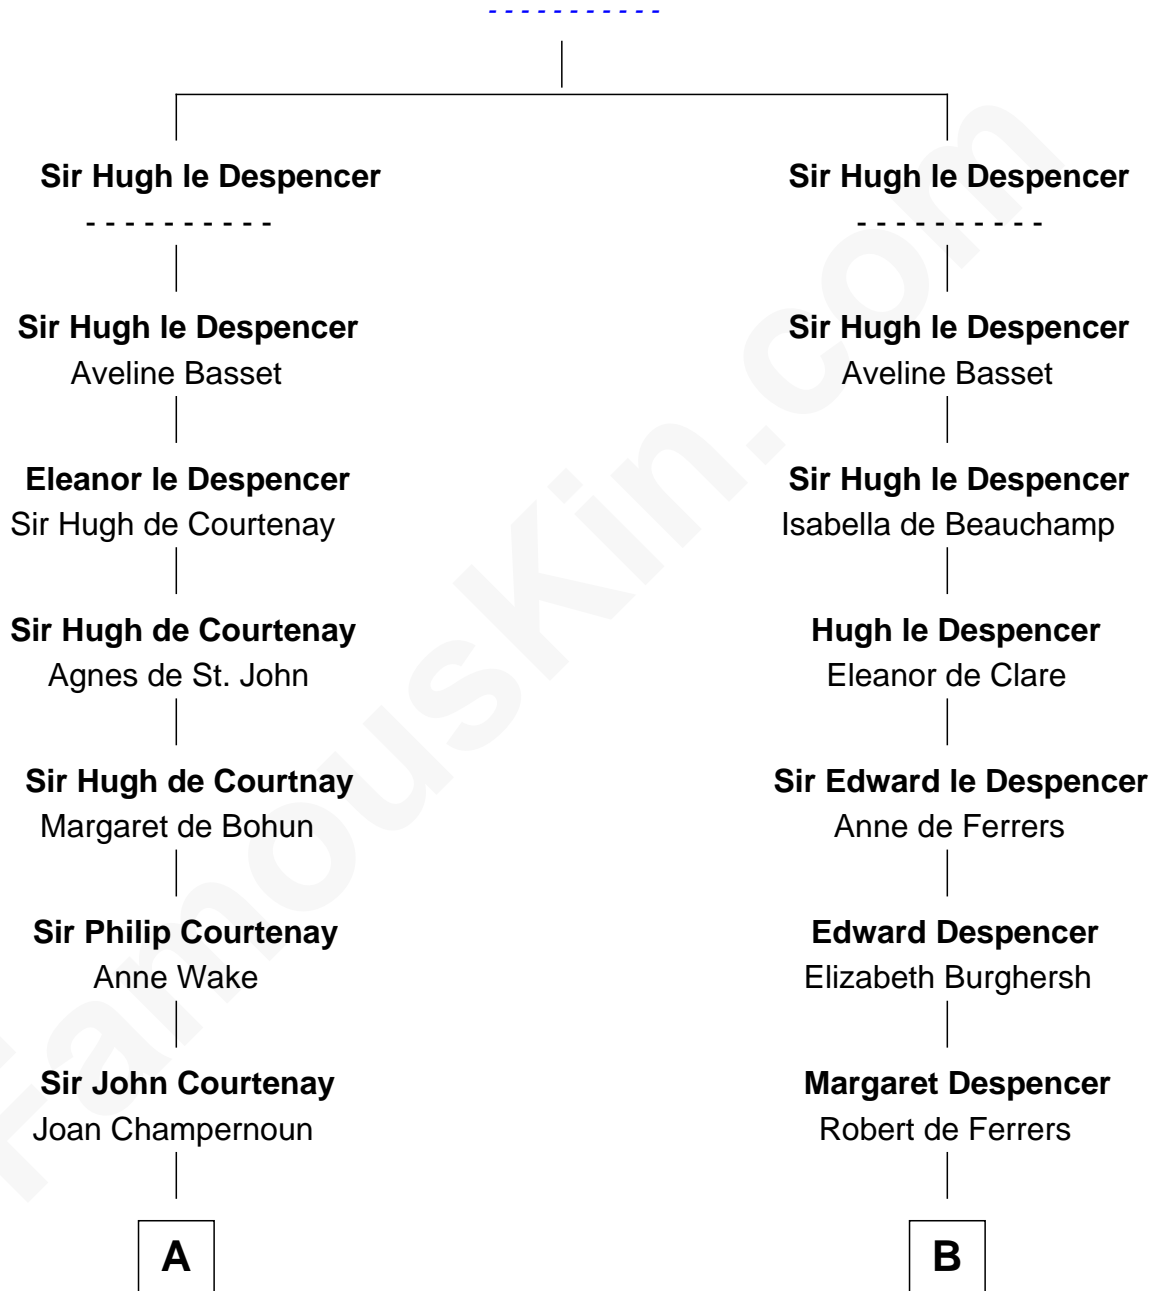 - - - - - - - - - - -
Sir Hugh le Despencer Sir Hugh le Despencer
- - - - - - - - - - - - - - - - - - - -
Sir Hugh le Despencer Sir Hugh le Despencer
Aveline Basset Aveline Basset
Eleanor le Despencer Sir Hugh le Despencer
Sir Hugh de Courtenay Isabella de Beauchamp
Sir Hugh de Courtenay Hugh le Despencer
Agnes de St. John Eleanor de Clare
Sir Hugh de Courtnay Sir Edward le Despencer
Margaret de Bohun Anne de Ferrers
Sir Philip Courtenay Edward Despencer
Anne Wake Elizabeth Burghersh
Sir John Courtenay Margaret Despencer
Joan Champernoun Robert de Ferrers
A B
FamousKin.com